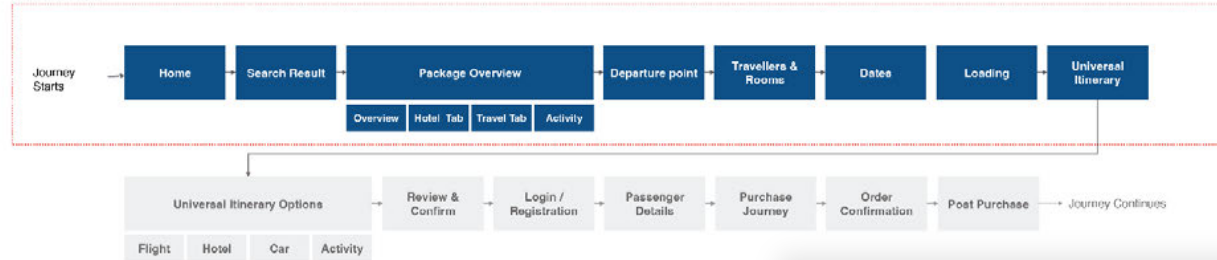 Journey
Starts
Home
Search Result
Package Overview
Departure point
Travellers &
Rooms
Dates
Loading
Universal
Itinerary
Overview
Hotel Tab
Travel Tab
Activity
Universal Itinerary Options
Review &
Confirm
Login /
Registration
Passenger
Details
Purchase
Journey
Order
Confirmation
Post Purchase
Journey Continues
Flight
Hotel
Car
Activity